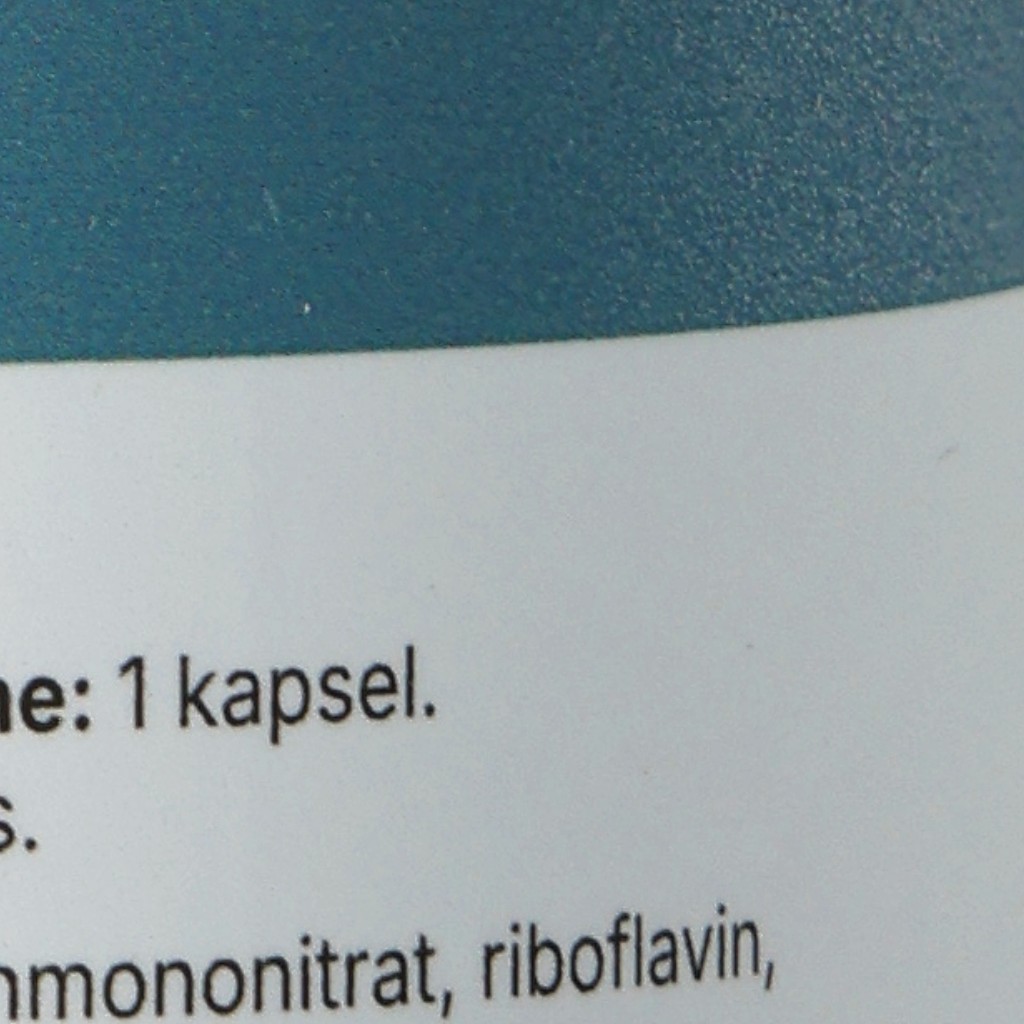 ne: 1 kapsel.
s.
nmononitrat, riboflavin,